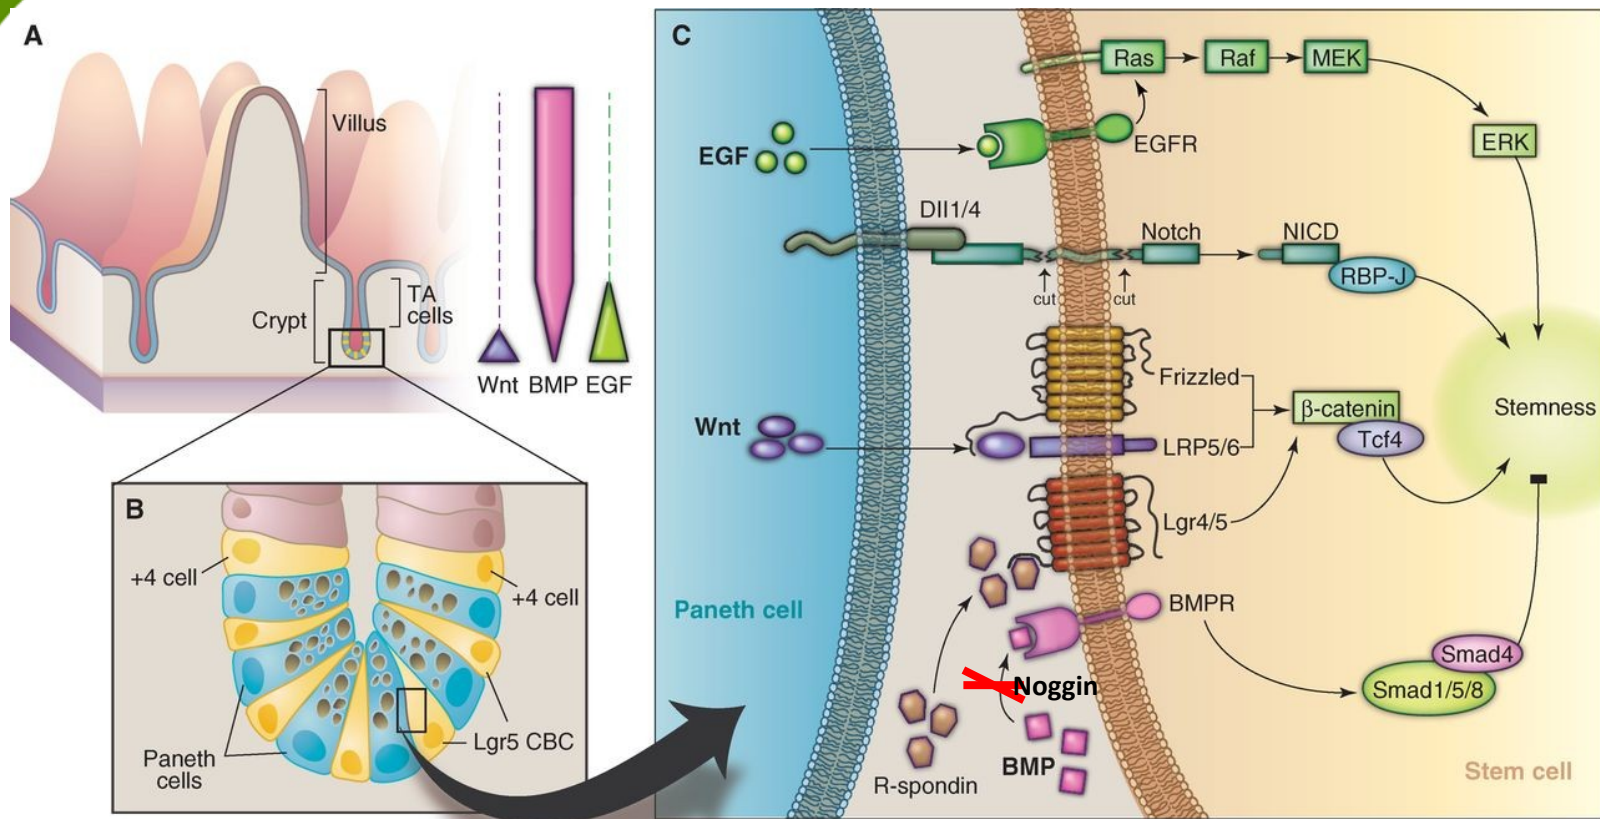 A
Villus
Crypt
TA
cells
Wnt
BMP
EGF
B
+4 cell
+4 cell
Paneth
cells
Lgr5 CBC
C
EGF
EGFR
Ras
Raf
MEK
ERK
Dll1/4
cut
cut
Notch
NICD
RBP-J
Wnt
Frizzled
LRP5/6
Lgr4/5
β-catenin
Tcf4
Stemness
Paneth cell
R-spondin
Noggin
BMP
BMPR
Smad4
Smad1/5/8
Stem cell